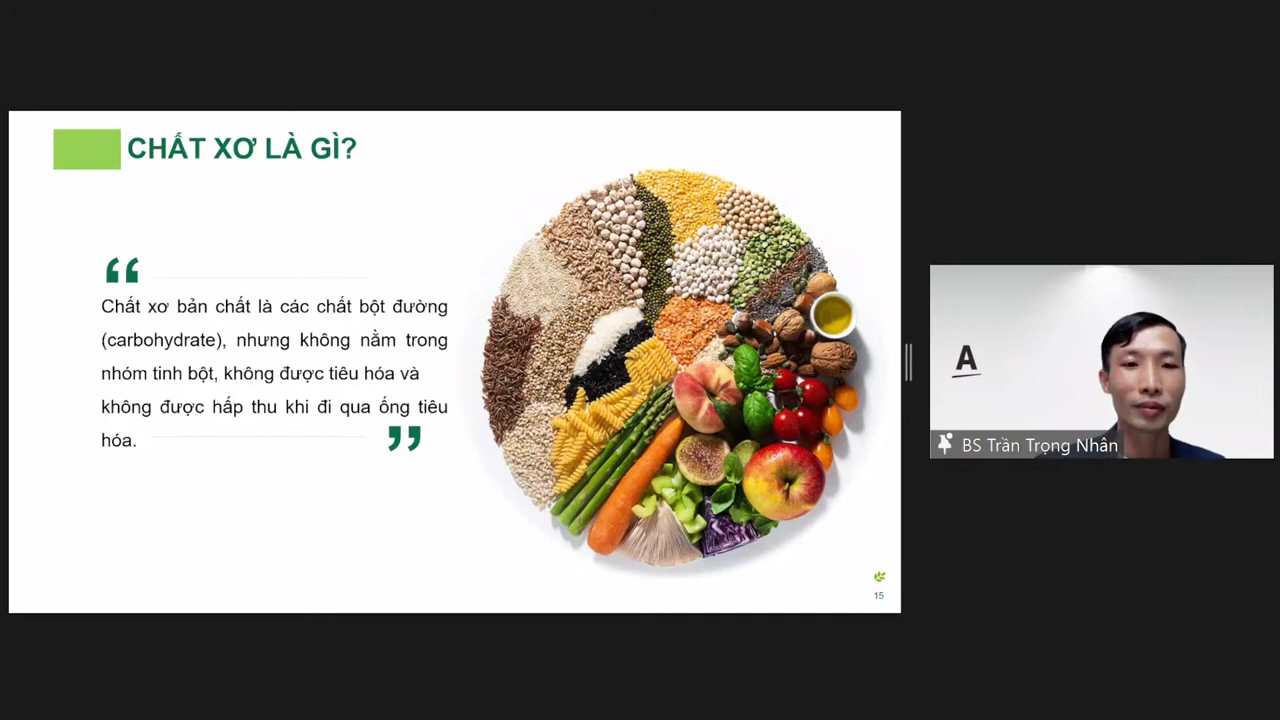 CHẤT XƠ LÀ GÌ?
“
Chất xơ bản chất là các chất bột đường
(carbohydrate), nhưng không nằm trong
nhóm tinh bột, không được tiêu hóa và
không được hấp thu khi đi qua ống tiêu
hóa.
”
15
A
BS Trần Trọng Nhân